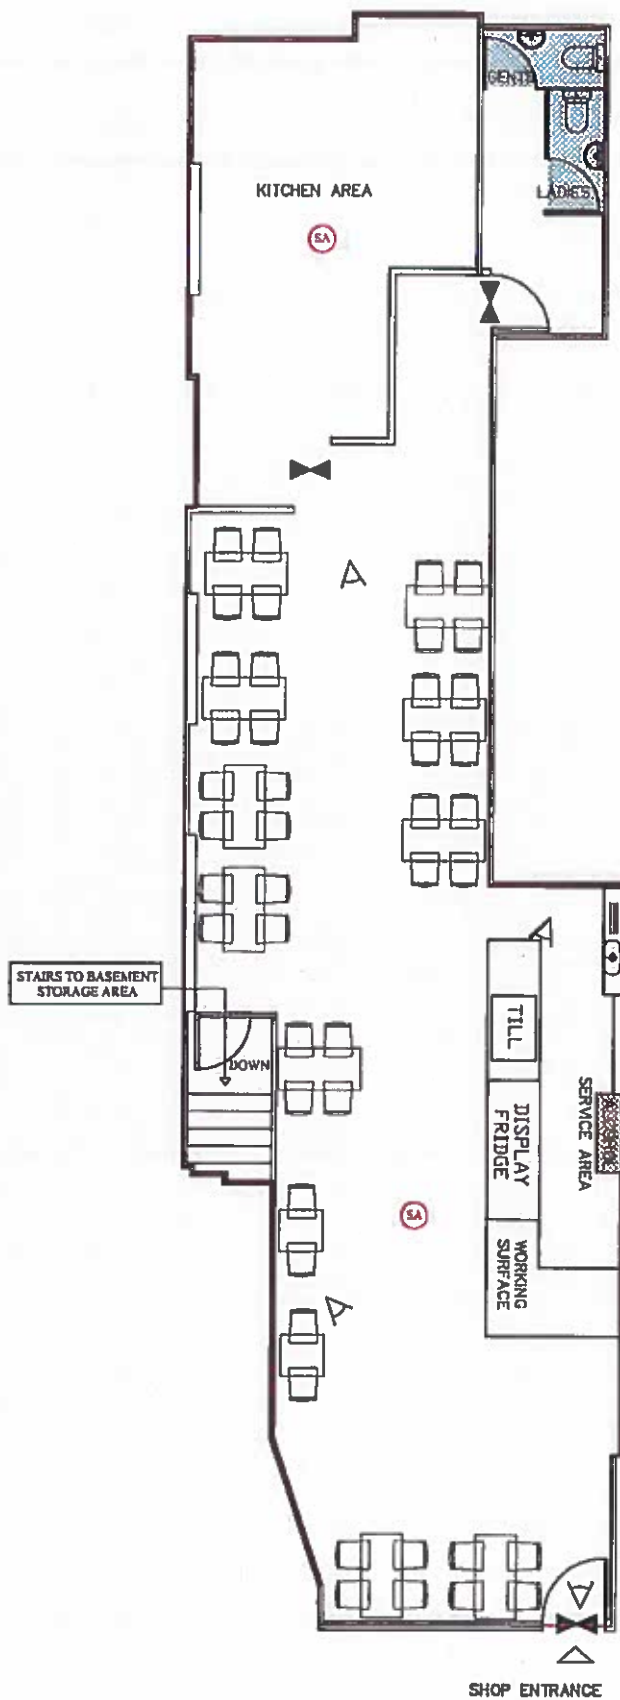 GENTS
KITCHEN AREA
LADIES
SA
STAIRS TO BASEMENT
STORAGE AREA
DOWN
TILL
DISPLAY
FRIDGE
SERVICE AREA
SA
WORKING
SURFACE
SHOP ENTRANCE